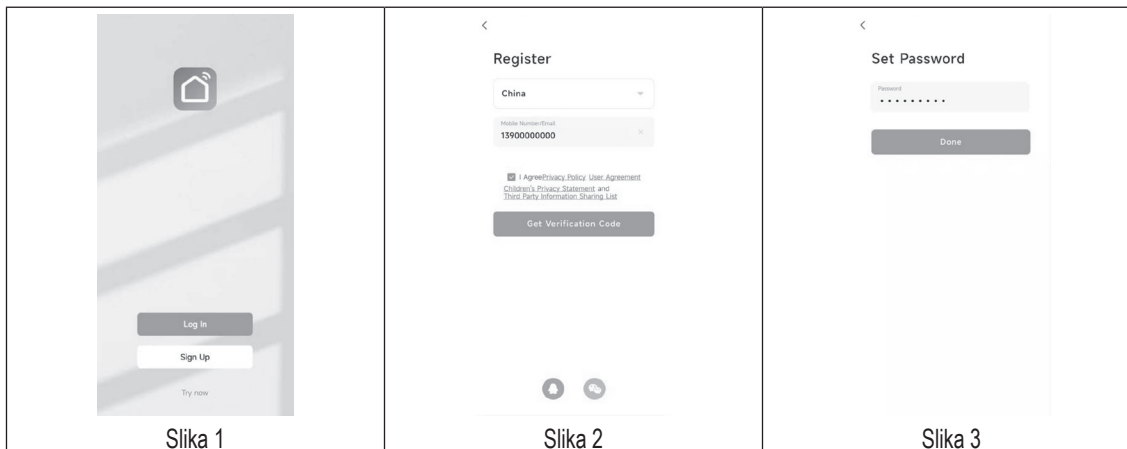 Log In
Sign Up
Try now
Slika 1
Register
China
Mobile Number/Email
13900000000
I AgreePrivacy Policy User Agreement
Children's Privacy Statement and
Third Party Information Sharing List
Get Verification Code
Slika 2
Set Password
Password
•••••••••
Done
Slika 3